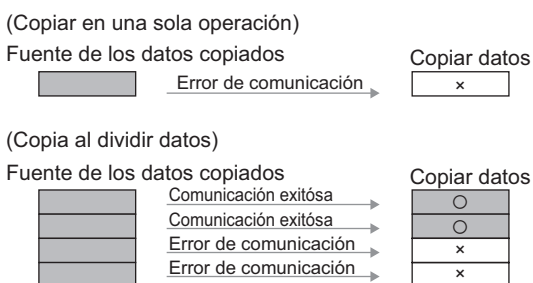 (Copiar en una sola operación)
Fuente de los datos copiados
Copiar datos
Error de comunicación
×
(Copia al dividir datos)
Fuente de los datos copiados
Copiar datos
Comunicación exitósa
○
Comunicación exitósa
○
Error de comunicación
×
Error de comunicación
×